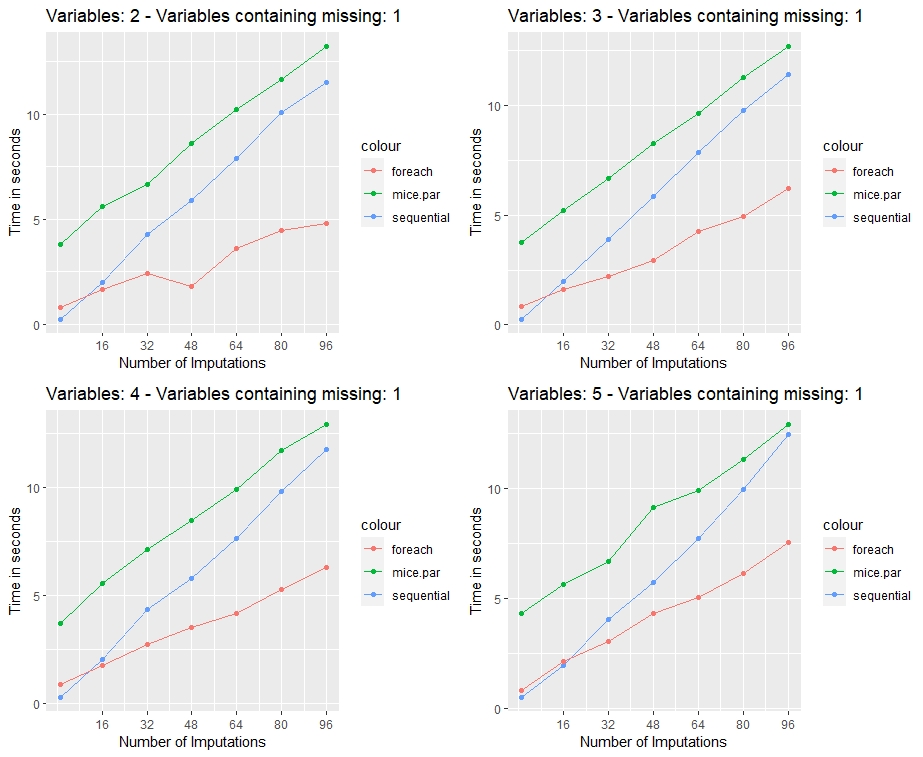 Variables: 2 - Variables containing missing: 1
Time in seconds
10
5
0
16 32 48 64 80 96
Number of Imputations
colour
foreach
mice.par
sequential
Variables: 3 - Variables containing missing: 1
Time in seconds
10
5
0
16 32 48 64 80 96
Number of Imputations
colour
foreach
mice.par
sequential
Variables: 4 - Variables containing missing: 1
Time in seconds
10
5
0
16 32 48 64 80 96
Number of Imputations
colour
foreach
mice.par
sequential
Variables: 5 - Variables containing missing: 1
Time in seconds
10
5
0
16 32 48 64 80 96
Number of Imputations
colour
foreach
mice.par
sequential